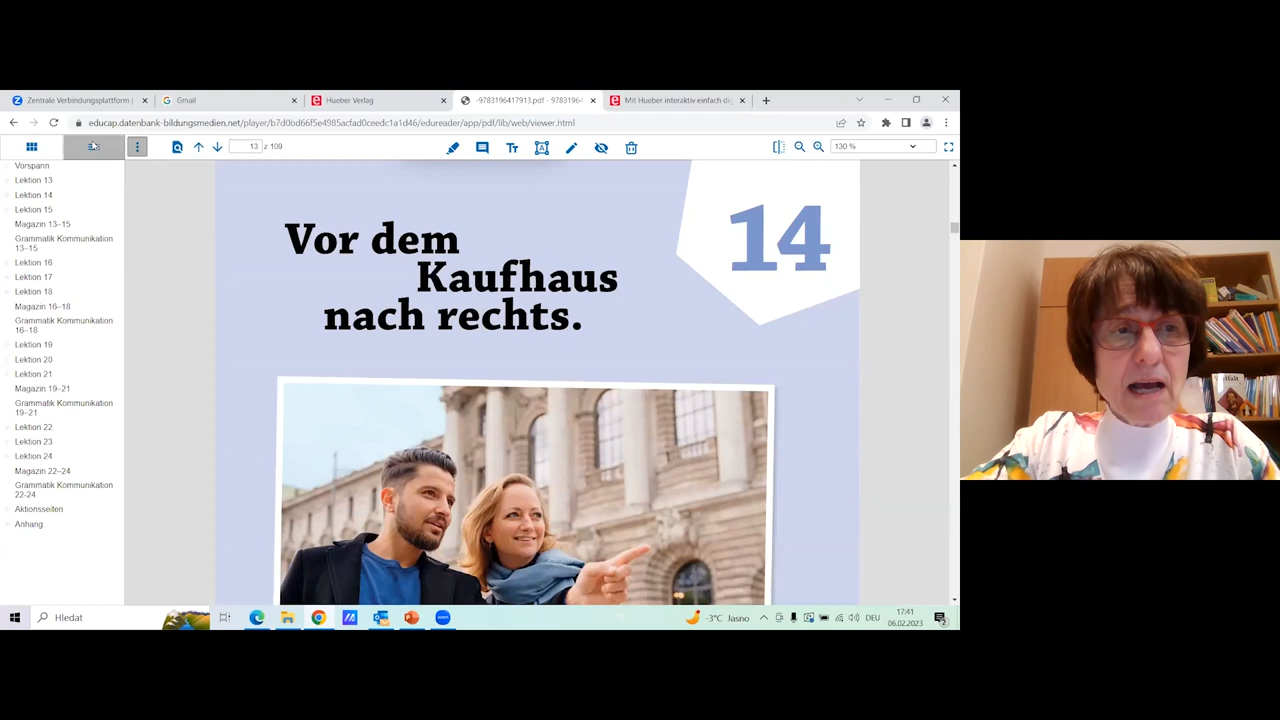 Zentrale Verbindungsplattform |
Gmail
Hueber Verlag
-9783196417913.pdf - 97831964
Mit Hueber interaktiv einfach dig
educap.datenbank-bildungsmedien.net/player/b7d0bd66f5e4985acfad0ceedc1a1d46/edureader/app/pdf/lib/web/viewer.html
13 z 109
130 %
Vorspann
Lektion 13
Lektion 14
Lektion 15
Magazin 13–15
Grammatik Kommunikation
13–15
Lektion 16
Lektion 17
Lektion 18
Magazin 16–18
Grammatik Kommunikation
16–18
Lektion 19
Lektion 20
Lektion 21
Magazin 19–21
Grammatik Kommunikation
19–21
Lektion 22
Lektion 23
Lektion 24
Magazin 22–24
Grammatik Kommunikation
22-24
Aktionsseiten
Anhang
Vor dem
Kaufhaus
nach rechts.
14
Hledat
-3°C Jasno
DEU
17:41
06.02.2023